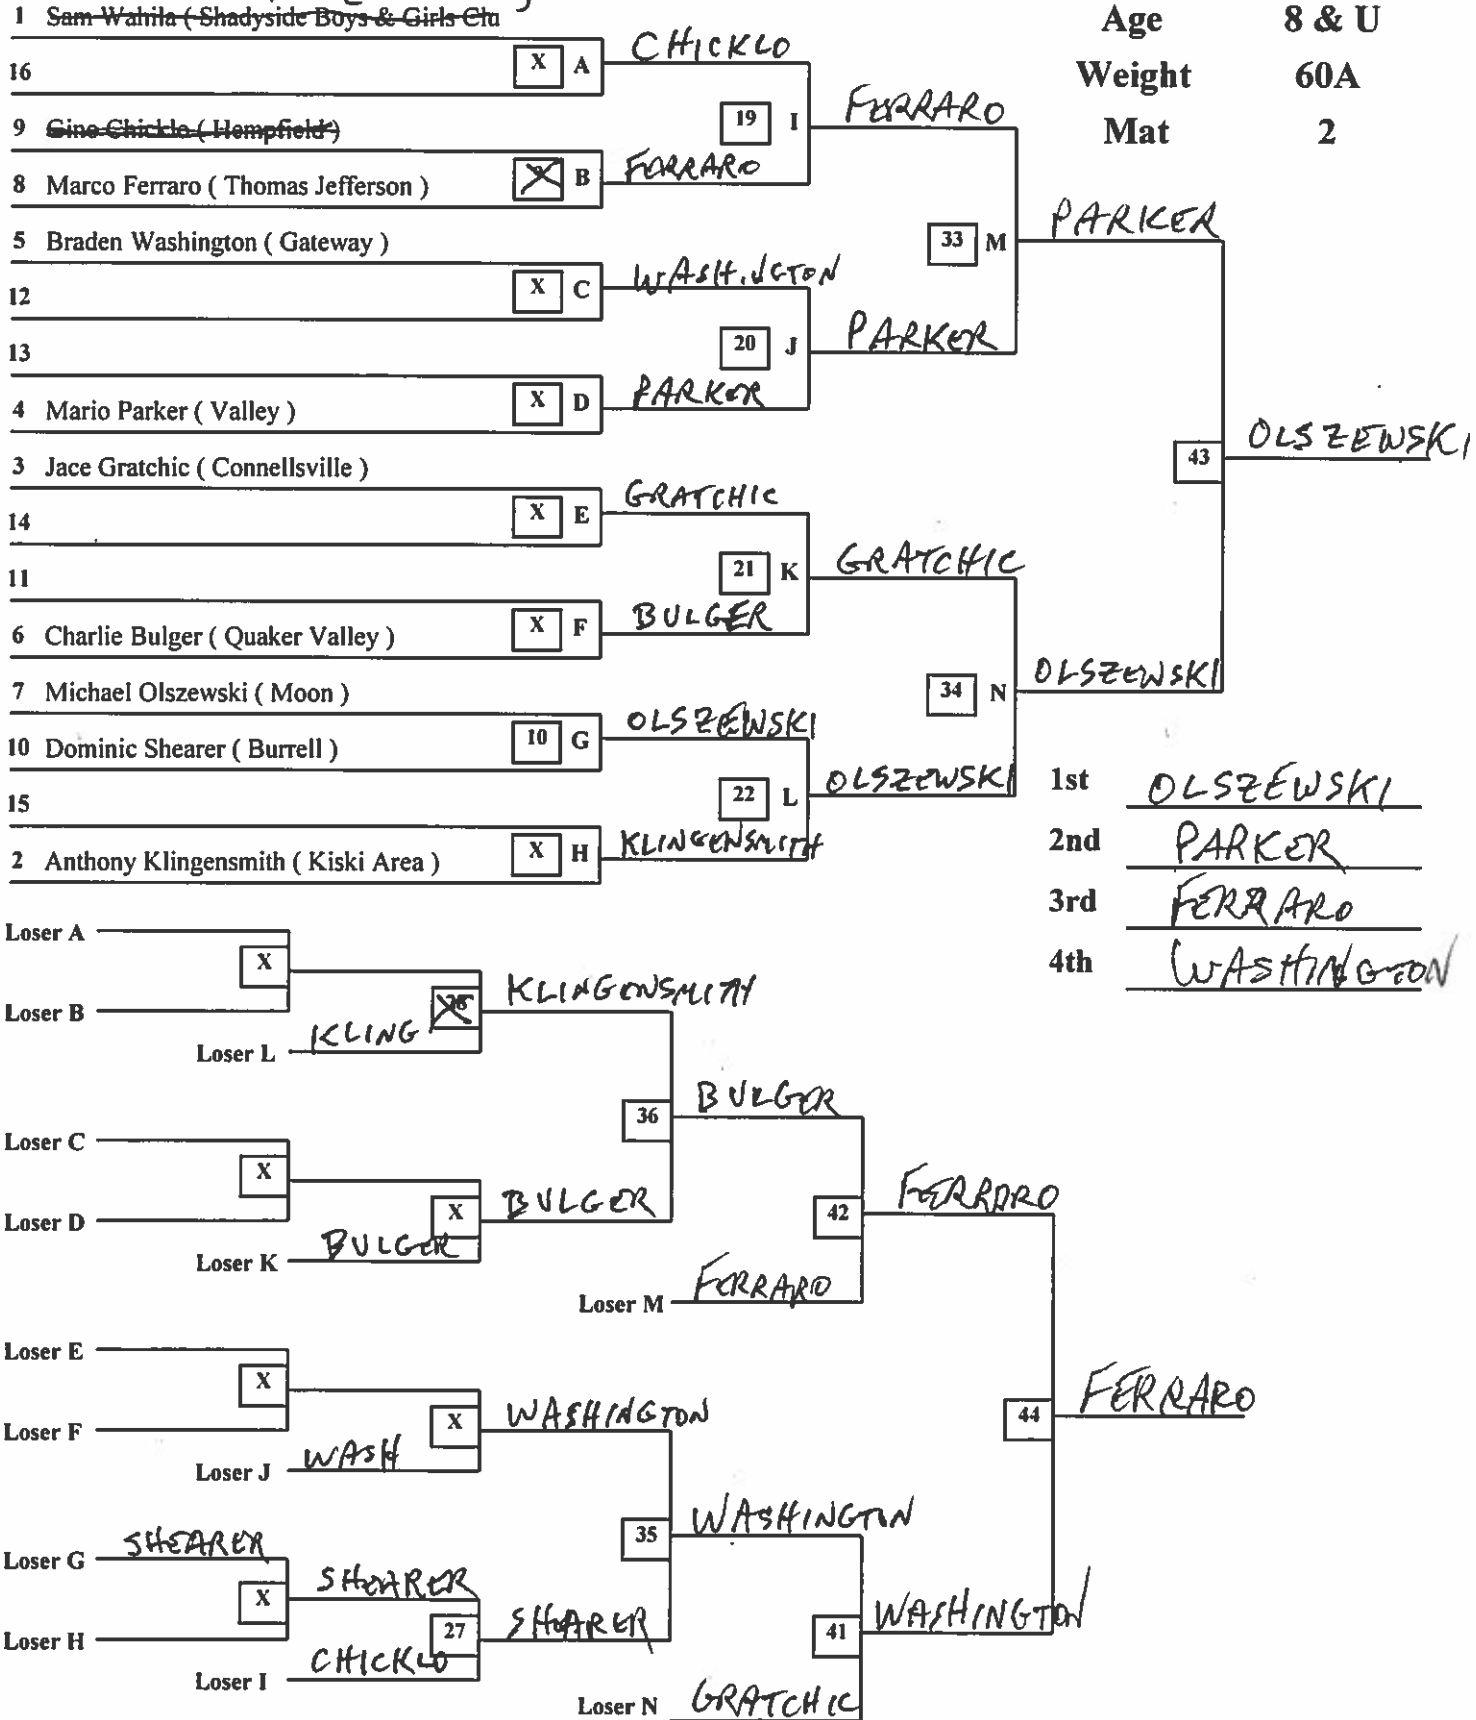 1 Sam Wahila ( Shadyside Boys & Girls Clu
Age 8 & U
X A CHICKLO
16
Weight 60A
9 Gino Chicklo ( Hempfield )
19 I FERRARO
Mat 2
8 Marco Ferraro ( Thomas Jefferson ) B FERRARO
5 Braden Washington ( Gateway )
33 M PARKER
X C WASHINGTON
12
13
20 J PARKER
X D PARKER
4 Mario Parker ( Valley )
43 OLSZEWSKI
3 Jace Gratchic ( Connellsville )
X E GRATCHIC
14
11
21 K GRATCHIC
X F BULGER
6 Charlie Bulger ( Quaker Valley )
7 Michael Olszewski ( Moon )
34 N OLSZEWSKI
10 G OLSZEWSKI
10 Dominic Shearer ( Burrell )
15
22 L OLSZEWSKI
X H KLINGENSMITH
2 Anthony Klingensmith ( Kiski Area )
1st OLSZEWSKI
2nd PARKER
3rd FERRARO
4th WASHINGTON
Loser A
X
Loser B
KLINGENSMITH
Loser L KLING
36 BULGER
Loser C
X
Loser D
X BULGER
Loser K BULGER
42 FERRARO
Loser M FERRARO
Loser E
X
Loser F
X WASHINGTON
Loser J WASH
44 FERRARO
35 WASHINGTON
Loser G SHEARER
X SHEARER
Loser H
27 SHEARER
Loser I CHICKLO
41 WASHINGTON
Loser N GRATCHIC